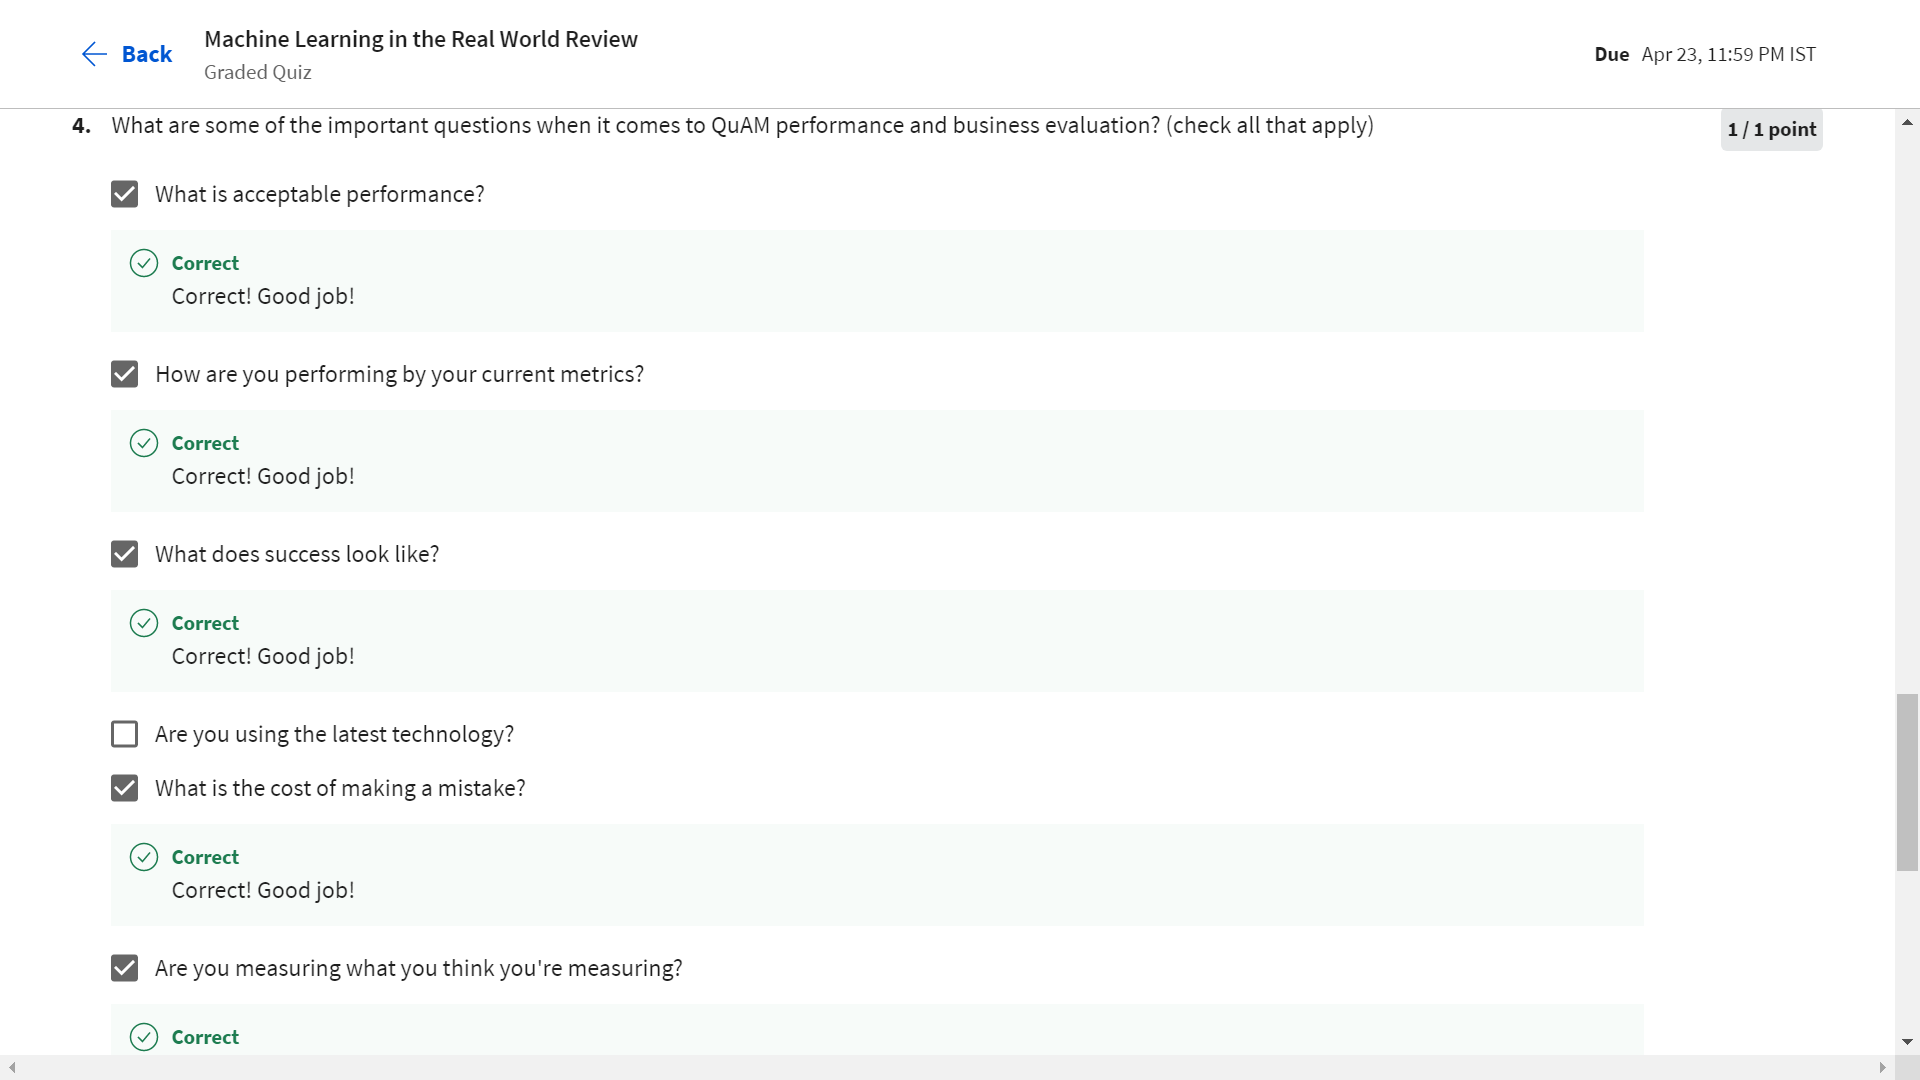 Back
Machine Learning in the Real World Review
Graded Quiz
Due Apr 23, 11:59 PM IST
4. What are some of the important questions when it comes to QuAM performance and business evaluation? (check all that apply)
1 / 1 point
What is acceptable performance?
Correct
Correct! Good job!
How are you performing by your current metrics?
Correct
Correct! Good job!
What does success look like?
Correct
Correct! Good job!
Are you using the latest technology?
What is the cost of making a mistake?
Correct
Correct! Good job!
Are you measuring what you think you're measuring?
Correct